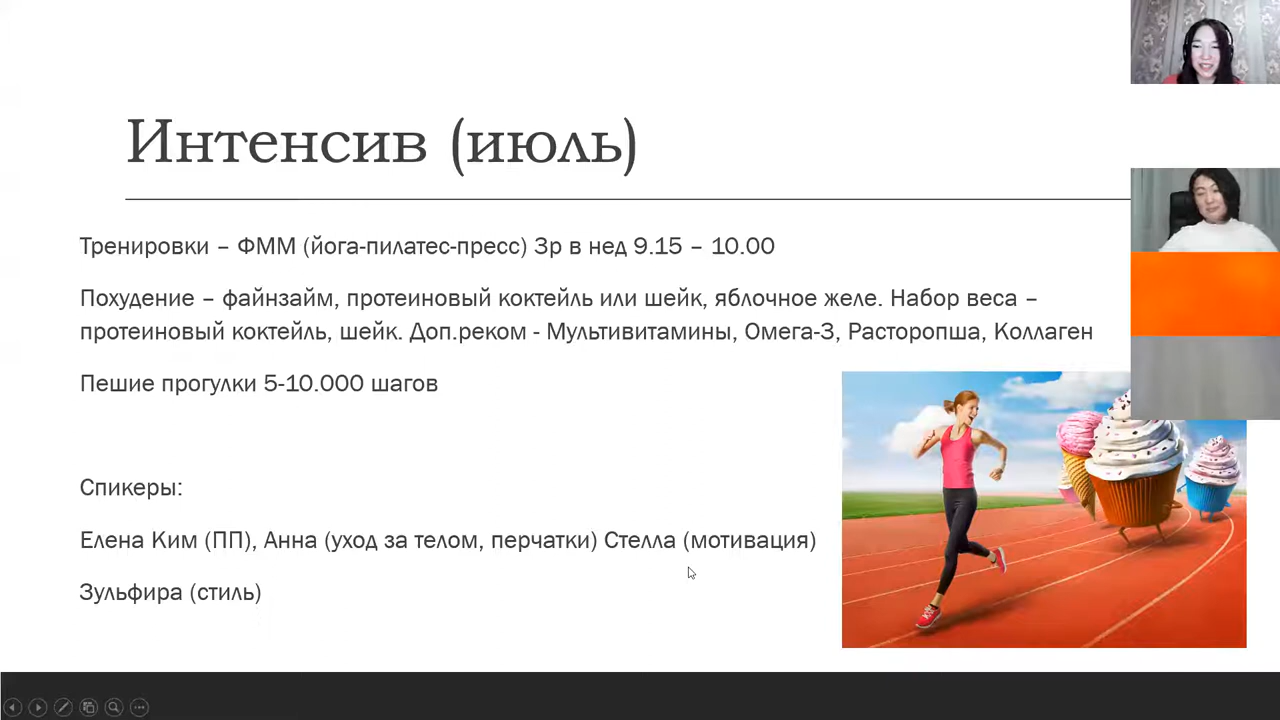 Интенсив (июль)
Тренировки – ФММ (йога-пилатес-пресс) 3р в нед 9.15 – 10.00
Похудение – файнзайм, протеиновый коктейль или шейк, яблочное желе. Набор веса –
протеиновый коктейль, шейк. Доп.реком - Мультивитамины, Омега-3, Расторопша, Коллаген
Пешие прогулки 5-10.000 шагов
Спикеры:
Елена Ким (ПП), Анна (уход за телом, перчатки) Стелла (мотивация)
Зульфира (стиль)